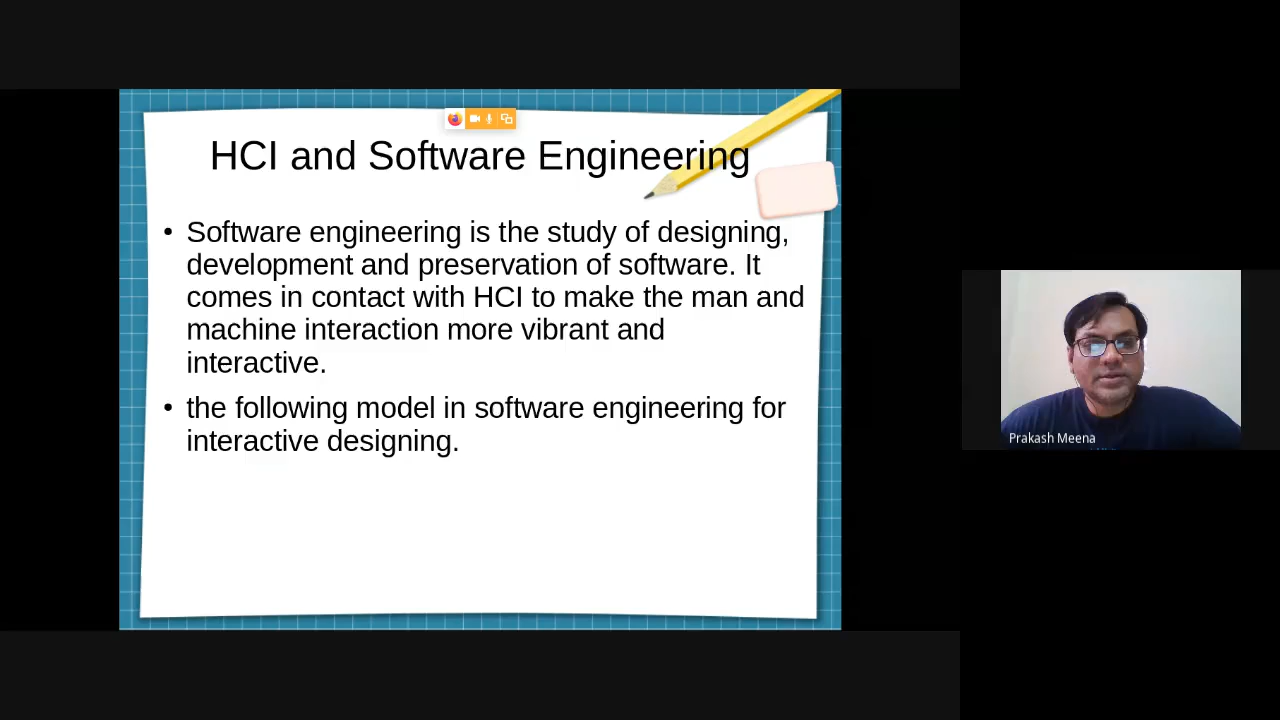 HCI and Software Engineering
• Software engineering is the study of designing,
development and preservation of software. It
comes in contact with HCI to make the man and
machine interaction more vibrant and
interactive.
• the following model in software engineering for
interactive designing.
Prakash Meena